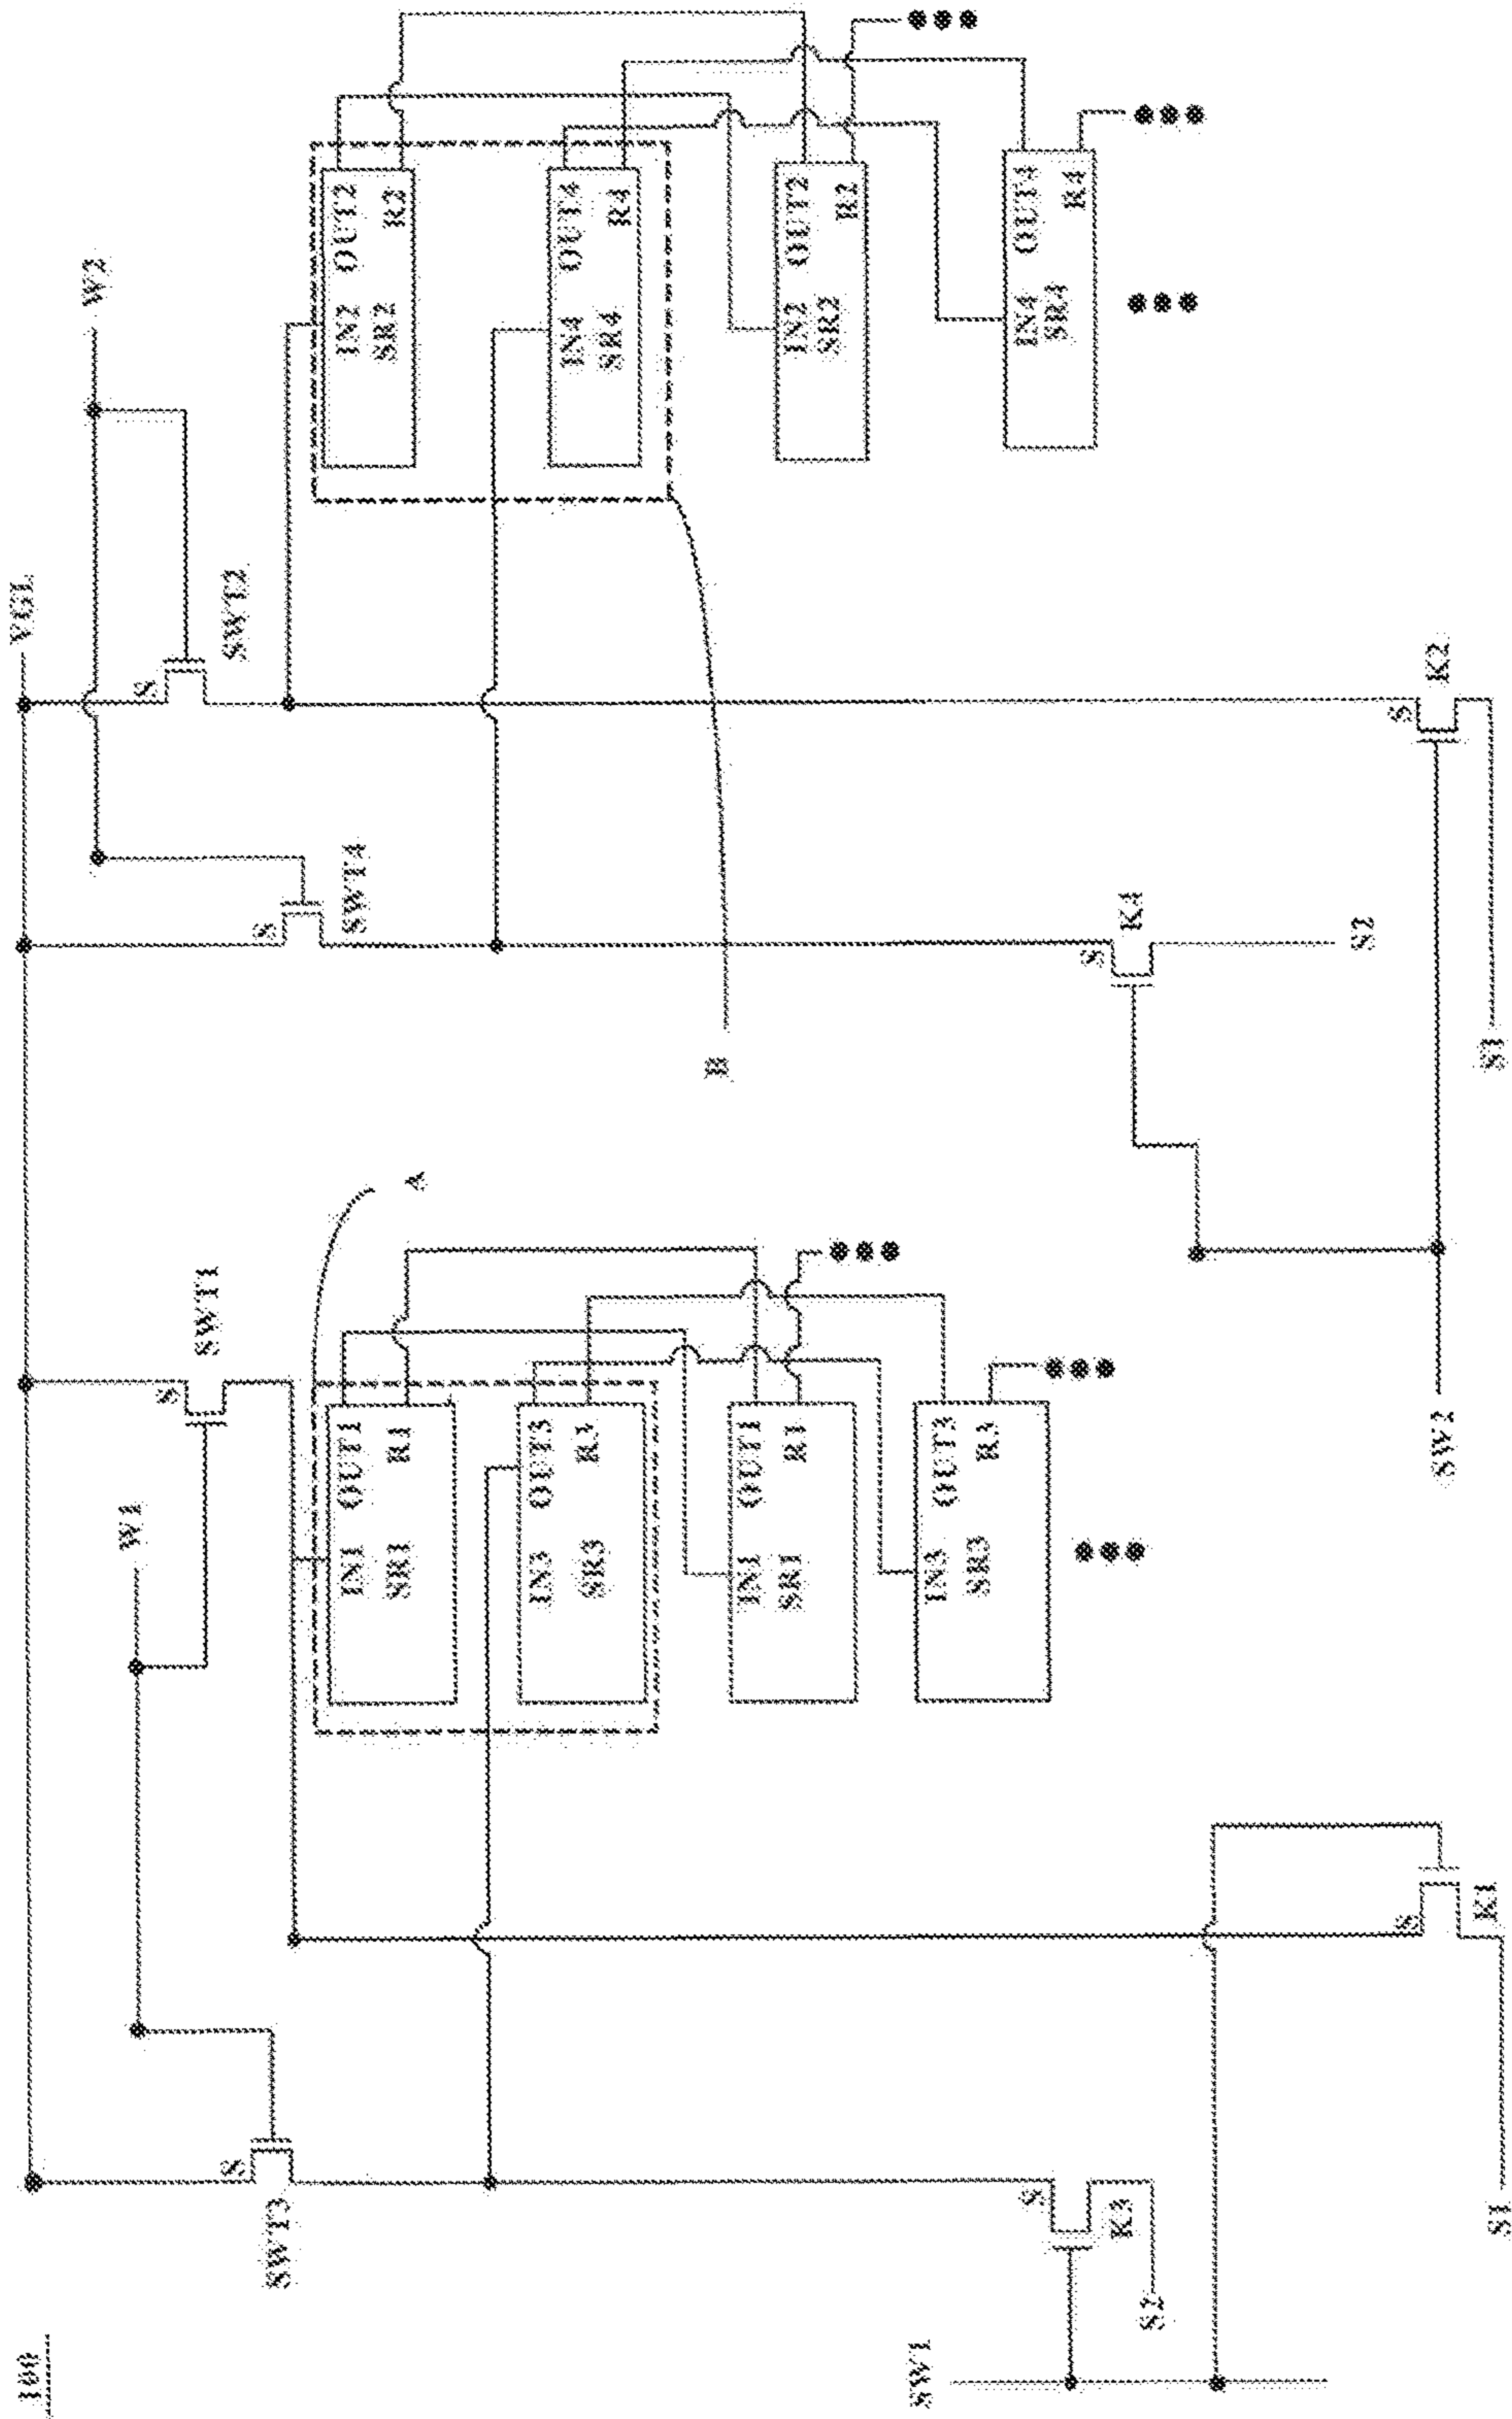 100
VGL
W1
W2
SWT3
SWT1
SWT4
SWT2
S
S
S
S
A
B
IN1 OUT1
SR1 R1
IN3 OUT3
SR3 R3
IN1 OUT1
SR1 R1
IN3 OUT3
SR3 R3
IN2 OUT2
SR2 R2
IN4 OUT4
SR4 R4
IN2 OUT2
SR2 R2
IN4 OUT4
SR4 R4
SW1
S
K3
S2
S
K1
S1
SW2
S
K4
S2
S
K2
S1